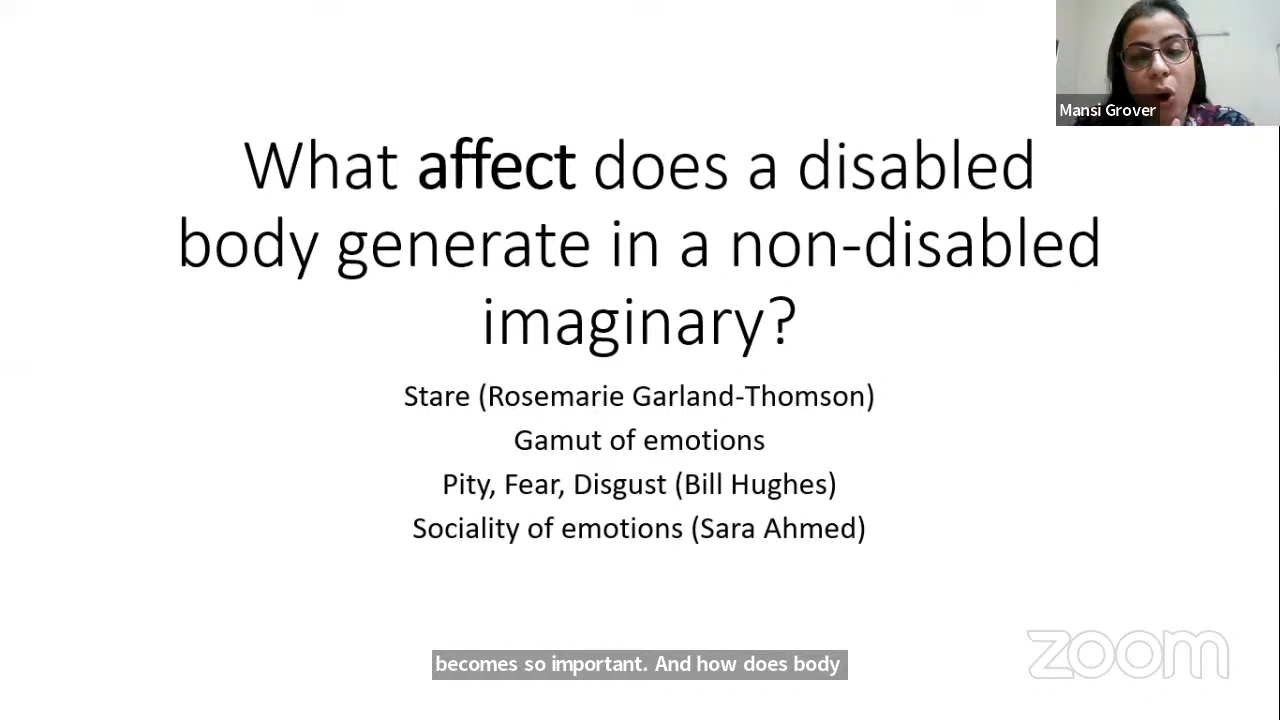 Mansi Grover
What affect does a disabled
body generate in a non-disabled
imaginary?
Stare (Rosemarie Garland-Thomson)
Gamut of emotions
Pity, Fear, Disgust (Bill Hughes)
Sociality of emotions (Sara Ahmed)
becomes so important. And how does body
zoom